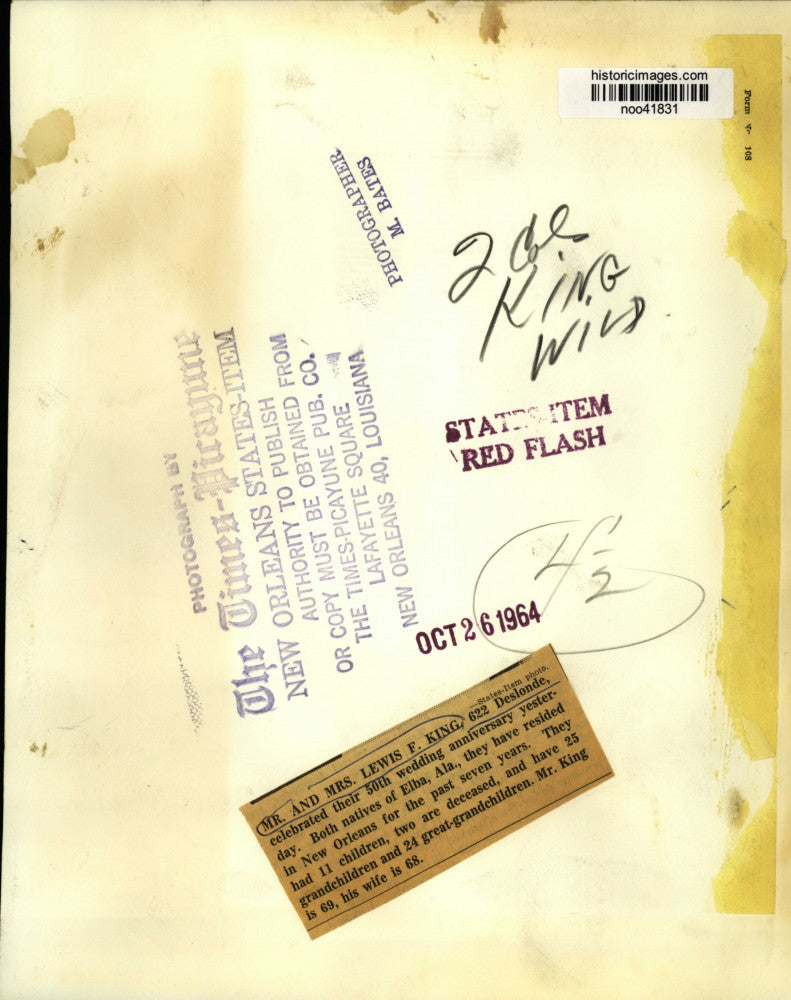 historicimages.com
noo41831
Form
108
PHOTOGRAPHER
M. BATES
2 Col.
KING
WILD
STATES-ITEM
RED FLASH
PHOTOGRAPH BY
The Times-Picayune
NEW ORLEANS STATES-ITEM
AUTHORITY TO PUBLISH
OR COPY MUST BE OBTAINED FROM
THE TIMES-PICAYUNE PUB. CO.
LAFAYETTE SQUARE
NEW ORLEANS 40, LOUISIANA
4-2
OCT 26 1964
States-Item photo.
MR. AND MRS. LEWIS F. KING, 622 Deslonde,
celebrated their 50th wedding anniversary yester-
day. Both natives of Elba, Ala., they have resided
in New Orleans for the past seven years. They
had 11 children, two are deceased, and have 25
grandchildren and 24 great-grandchildren. Mr. King
is 69, his wife is 68.